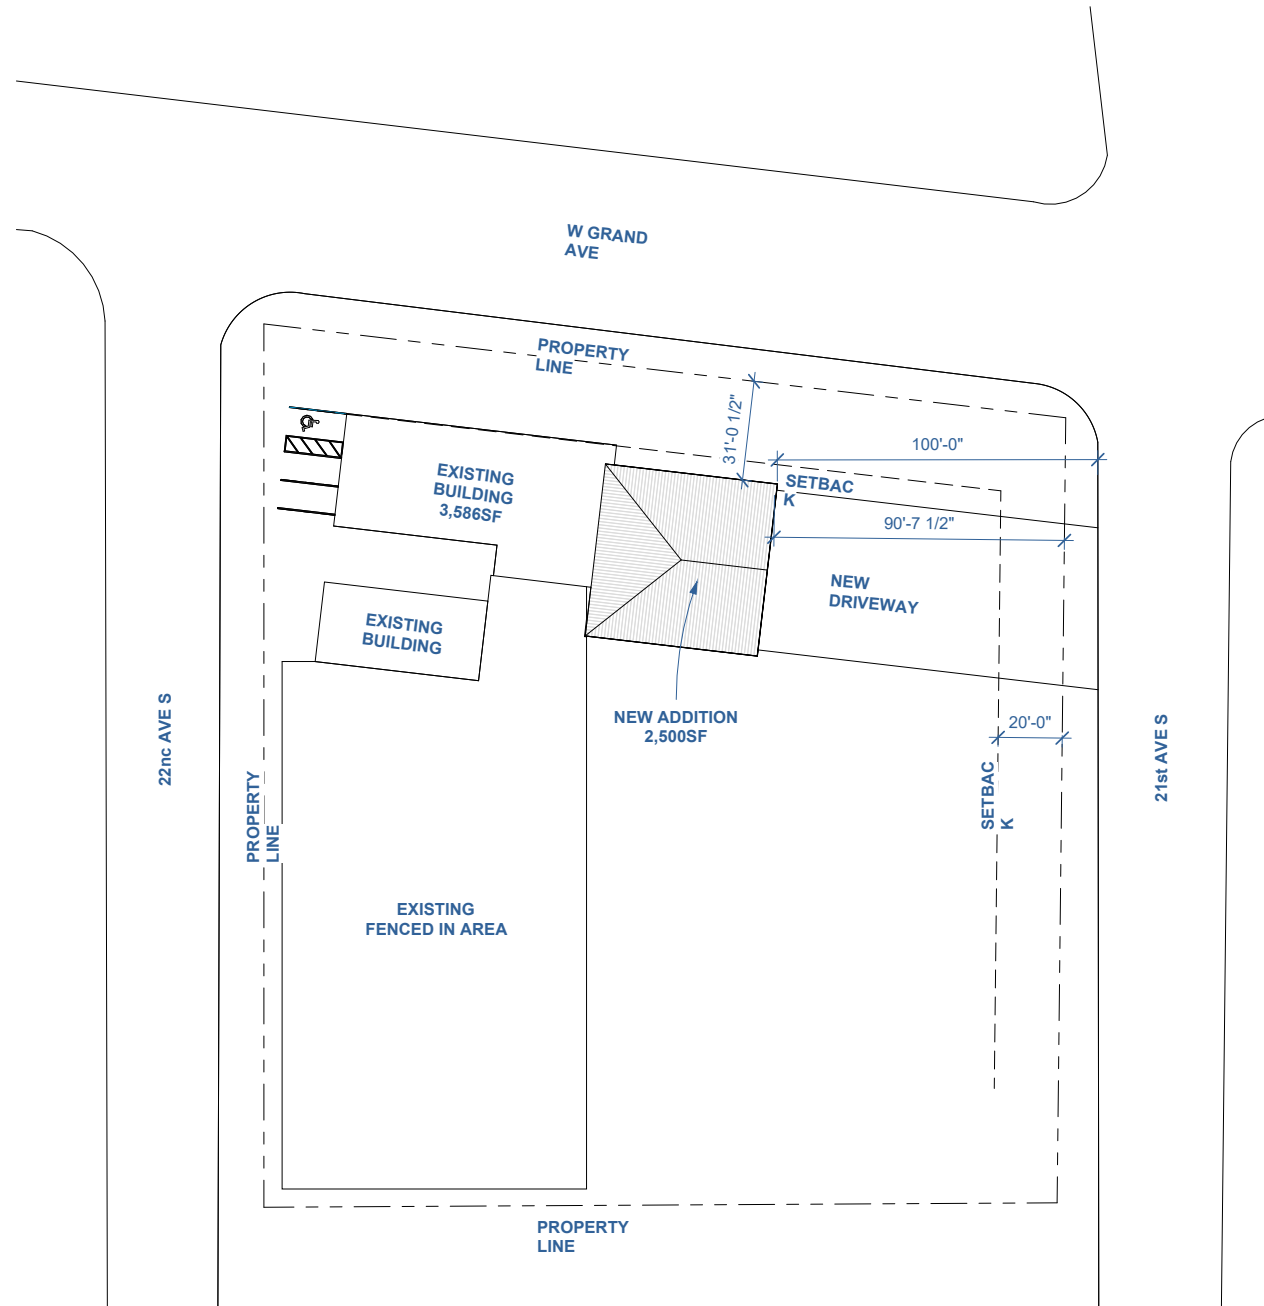 W GRAND
AVE
PROPERTY
LINE
31'-0 1/2"
100'-0"
EXISTING
BUILDING
3,586SF
SETBAC
K
90'-7 1/2"
NEW
DRIVEWAY
EXISTING
BUILDING
NEW ADDITION
2,500SF
20'-0"
22nc AVE S
21st AVE S
PROPERTY
LINE
SETBAC
K
EXISTING
FENCED IN AREA
PROPERTY
LINE